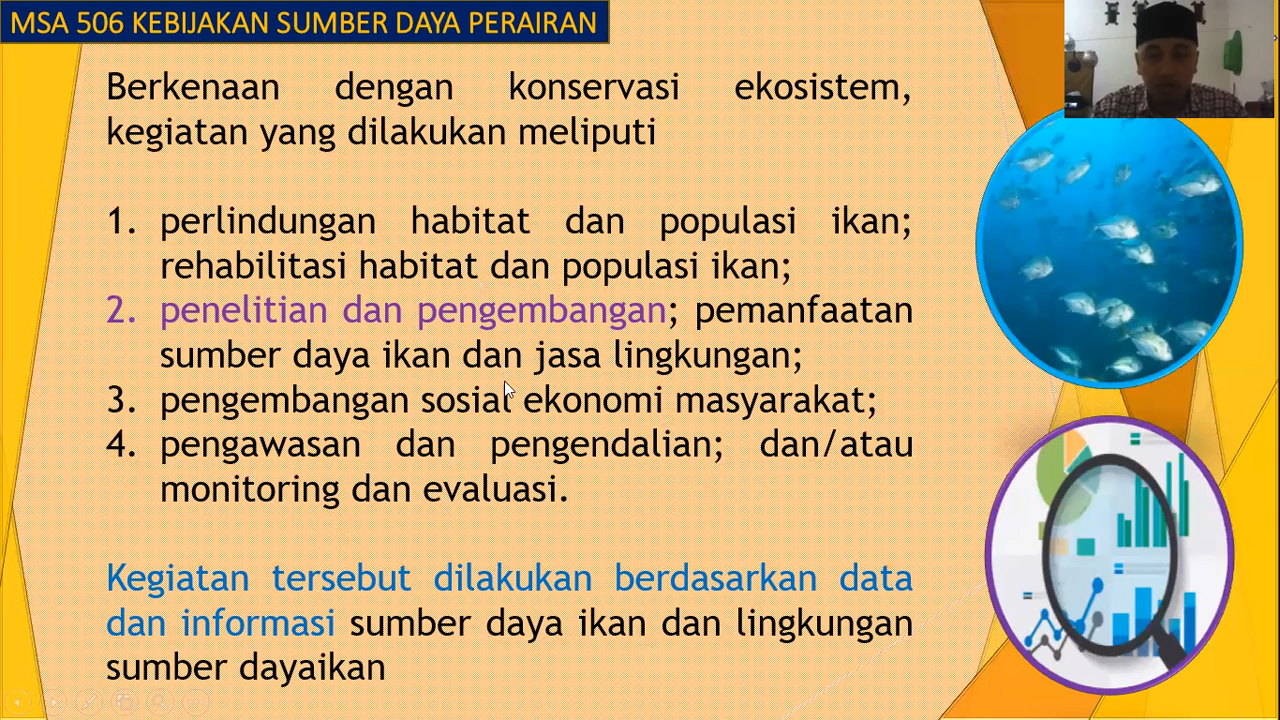 MSA 506 KEBIJAKAN SUMBER DAYA PERAIRAN
Berkenaan dengan konservasi ekosistem,
kegiatan yang dilakukan meliputi
1. perlindungan habitat dan populasi ikan;
rehabilitasi habitat dan populasi ikan;
2. penelitian dan pengembangan; pemanfaatan
sumber daya ikan dan jasa lingkungan;
3. pengembangan sosial ekonomi masyarakat;
4. pengawasan dan pengendalian; dan/atau
monitoring dan evaluasi.
Kegiatan tersebut dilakukan berdasarkan data
dan informasi sumber daya ikan dan lingkungan
sumber dayaikan